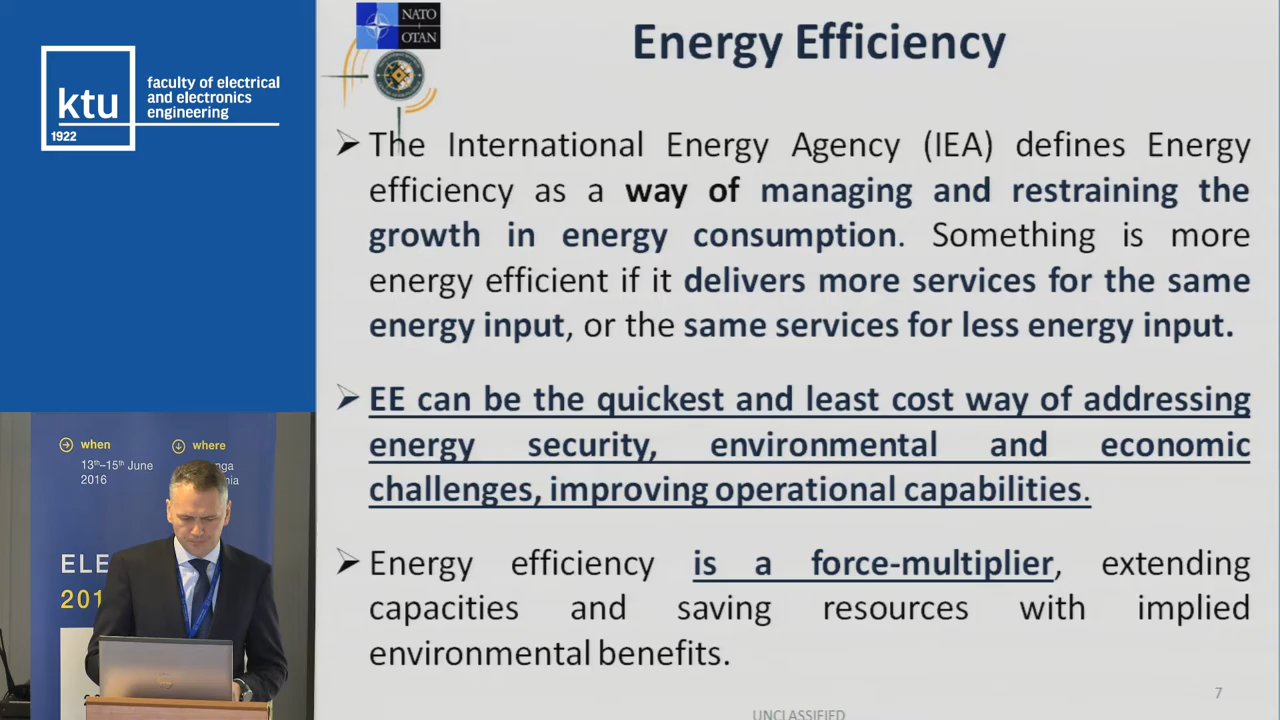 ktu
1922
faculty of electrical
and electronics
engineering
NATO
OTAN
Energy Efficiency
The International Energy Agency (IEA) defines Energy
efficiency as a way of managing and restraining the
growth in energy consumption. Something is more
energy efficient if it delivers more services for the same
energy input, or the same services for less energy input.
EE can be the quickest and least cost way of addressing
energy security, environmental and economic
challenges, improving operational capabilities.
Energy efficiency is a force-multiplier, extending
capacities and saving resources with implied
environmental benefits.
7
UNCLASSIFIED
when
13th–15th June
2016
where